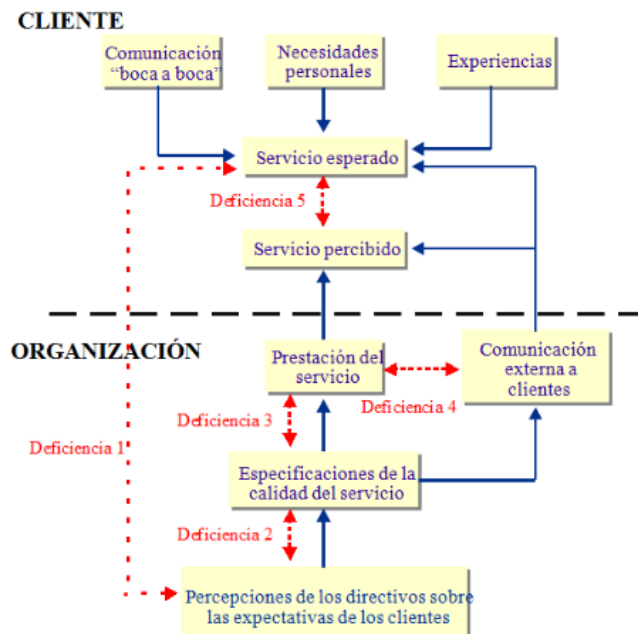 CLIENTE
Comunicación
“boca a boca”
Necesidades
personales
Experiencias
Servicio esperado
Deficiencia 5
Servicio percibido
ORGANIZACIÓN
Prestación del
servicio
Comunicación
externa a
clientes
Deficiencia 4
Deficiencia 3
Deficiencia 1
Especificaciones de la
calidad del servicio
Deficiencia 2
Percepciones de los directivos sobre
las expectativas de los clientes